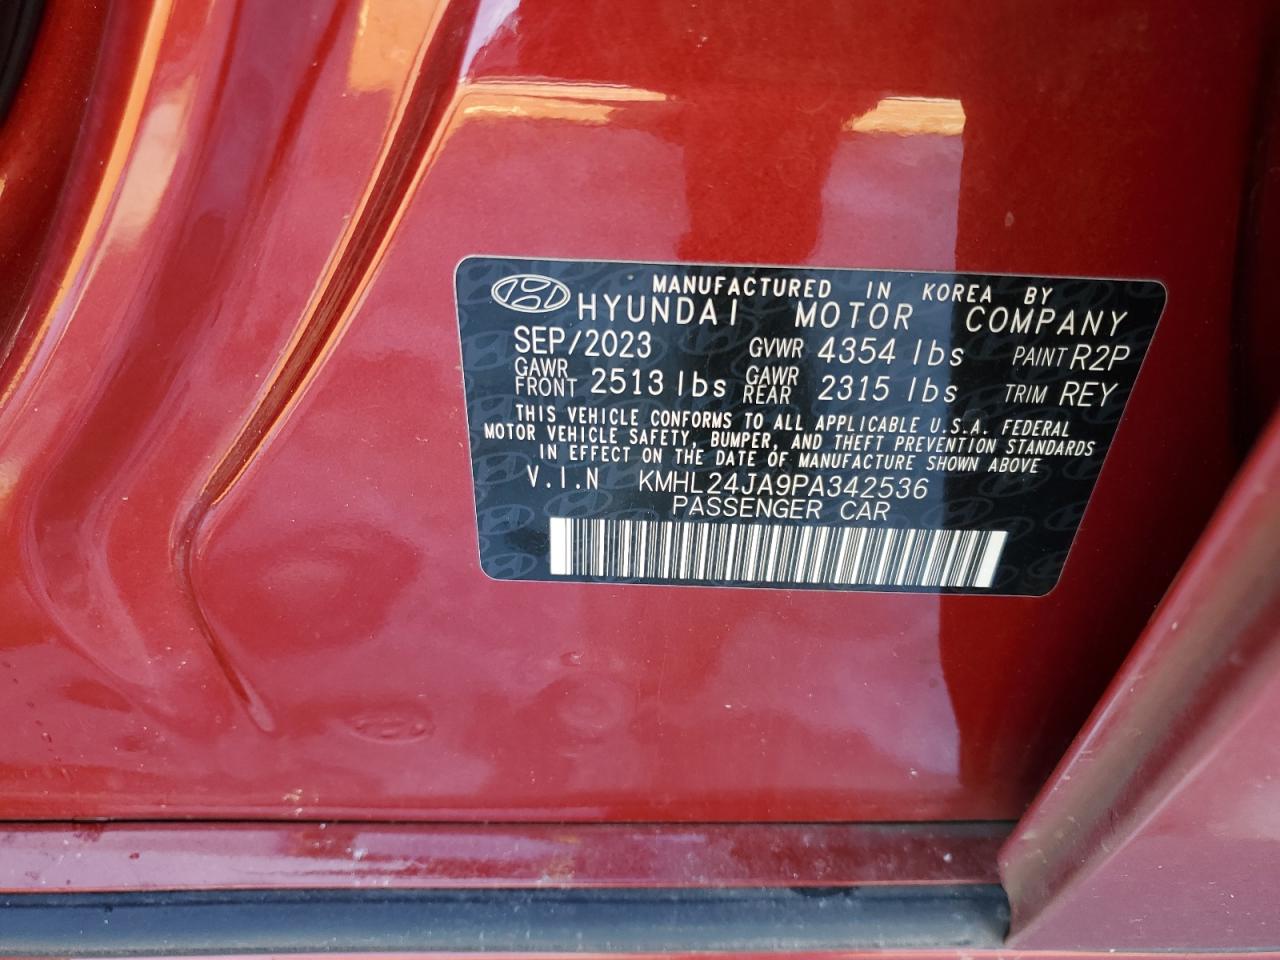 MANUFACTURED IN KOREA BY
HYUNDAI MOTOR COMPANY
SEP/2023 GVWR 4354 lbs PAINT R2P
GAWR FRONT 2513 lbs GAWR REAR 2315 lbs TRIM REY
THIS VEHICLE CONFORMS TO ALL APPLICABLE U.S.A. FEDERAL
MOTOR VEHICLE SAFETY, BUMPER, AND THEFT PREVENTION STANDARDS
IN EFFECT ON THE DATE OF MANUFACTURE SHOWN ABOVE
V.I.N KMHL24JA9PA342536
PASSENGER CAR